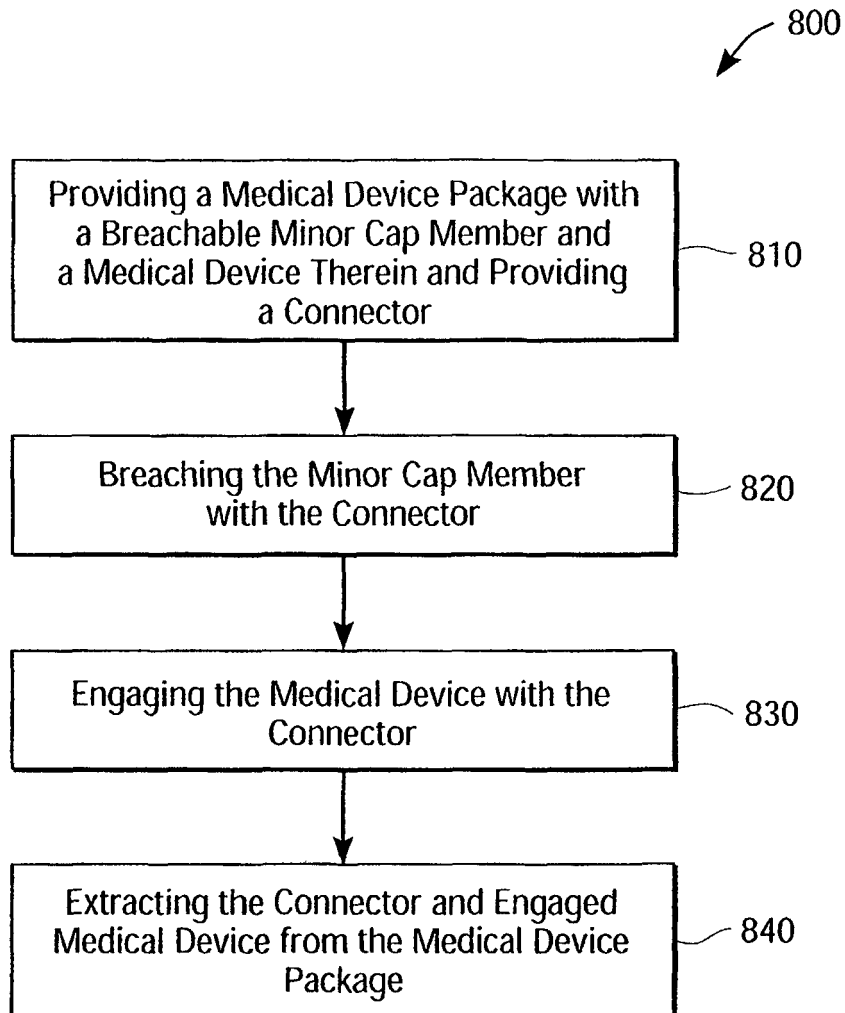 800
Providing a Medical Device Package with
a Breachable Minor Cap Member and
a Medical Device Therein and Providing
a Connector
810
Breaching the Minor Cap Member
with the Connector
820
Engaging the Medical Device with the
Connector
830
Extracting the Connector and Engaged
Medical Device from the Medical Device
Package
840